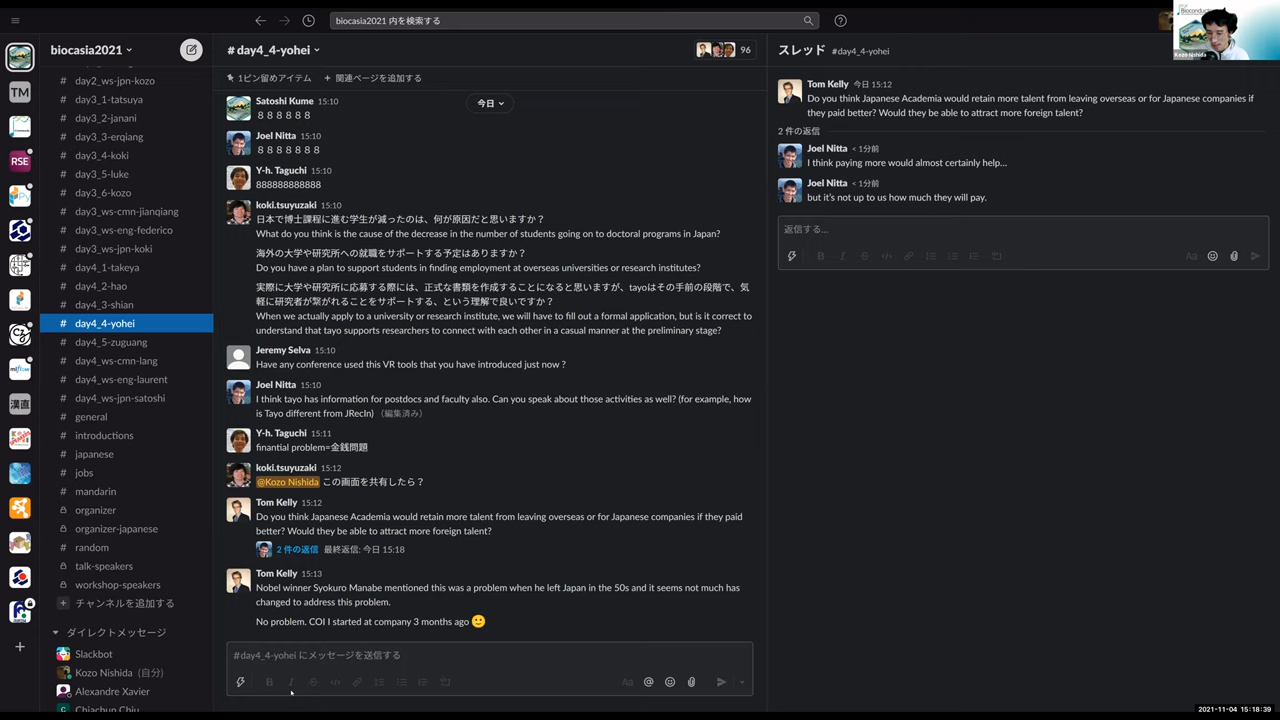 biocasia2021 内を検索する
Bioconductor
Kozo Nishida
biocasia2021
TM
RSE
漢直
day2_ws-jpn-kozo
# day3_1-tatsuya
# day3_2-janani
# day3_3-erqiang
# day3_4-koki
# day3_5-luke
# day3_6-kozo
# day3_ws-cmn-jianqiang
# day3_ws-eng-federico
# day3_ws-jpn-koki
# day4_1-takeya
# day4_2-hao
# day4_3-shian
# day4_4-yohei
# day4_5-zuguang
# day4_ws-cmn-lang
# day4_ws-eng-laurent
# day4_ws-jpn-satoshi
# general
# introductions
# japanese
# jobs
# mandarin
organizer
organizer-japanese
# random
talk-speakers
workshop-speakers
+ チャンネルを追加する
ダイレクトメッセージ
Slackbot
Kozo Nishida (自分)
Alexandre Xavier
Chiachun Chiu
# day4_4-yohei
96
1ピン留めアイテム + 関連ページを追加する
今日
Satoshi Kume 15:10
８８８８８８
Joel Nitta 15:10
８８８８８８８
Y-h. Taguchi 15:10
888888888888
koki.tsuyuzaki 15:10
日本で博士課程に進む学生が減ったのは、何が原因だと思いますか？
What do you think is the cause of the decrease in the number of students going on to doctoral programs in Japan?
海外の大学や研究所への就職をサポートする予定はありますか？
Do you have a plan to support students in finding employment at overseas universities or research institutes?
実際に大学や研究所に応募する際には、正式な書類を作成することになると思いますが、tayoはその手前の段階で、気
軽に研究者が繋がれることをサポートする、という理解で良いですか？
When we actually apply to a university or research institute, we will have to fill out a formal application, but is it correct to
understand that tayo supports researchers to connect with each other in a casual manner at the preliminary stage?
Jeremy Selva 15:10
Have any conference used this VR tools that you have introduced just now ?
Joel Nitta 15:10
I think tayo has information for postdocs and faculty also. Can you speak about those activities as well? (for example, how
is Tayo different from JRecIn) （編集済み）
Y-h. Taguchi 15:11
finantial problem=金銭問題
koki.tsuyuzaki 15:12
@Kozo Nishida この画面を共有したら？
Tom Kelly 15:12
Do you think Japanese Academia would retain more talent from leaving overseas or for Japanese companies if they paid
better? Would they be able to attract more foreign talent?
2 件の返信 最終返信: 今日 15:18
Tom Kelly 15:13
Nobel winner Syokuro Manabe mentioned this was a problem when he left Japan in the 50s and it seems not much has
changed to address this problem.
No problem. COI I started at company 3 months ago
#day4_4-yohei にメッセージを送信する
スレッド #day4_4-yohei
Tom Kelly 今日 15:12
Do you think Japanese Academia would retain more talent from leaving overseas or for Japanese companies if
they paid better? Would they be able to attract more foreign talent?
2 件の返信
Joel Nitta < 1分前
I think paying more would almost certainly help...
Joel Nitta < 1分前
but it's not up to us how much they will pay.
返信する...
2021-11-04 15:18:39